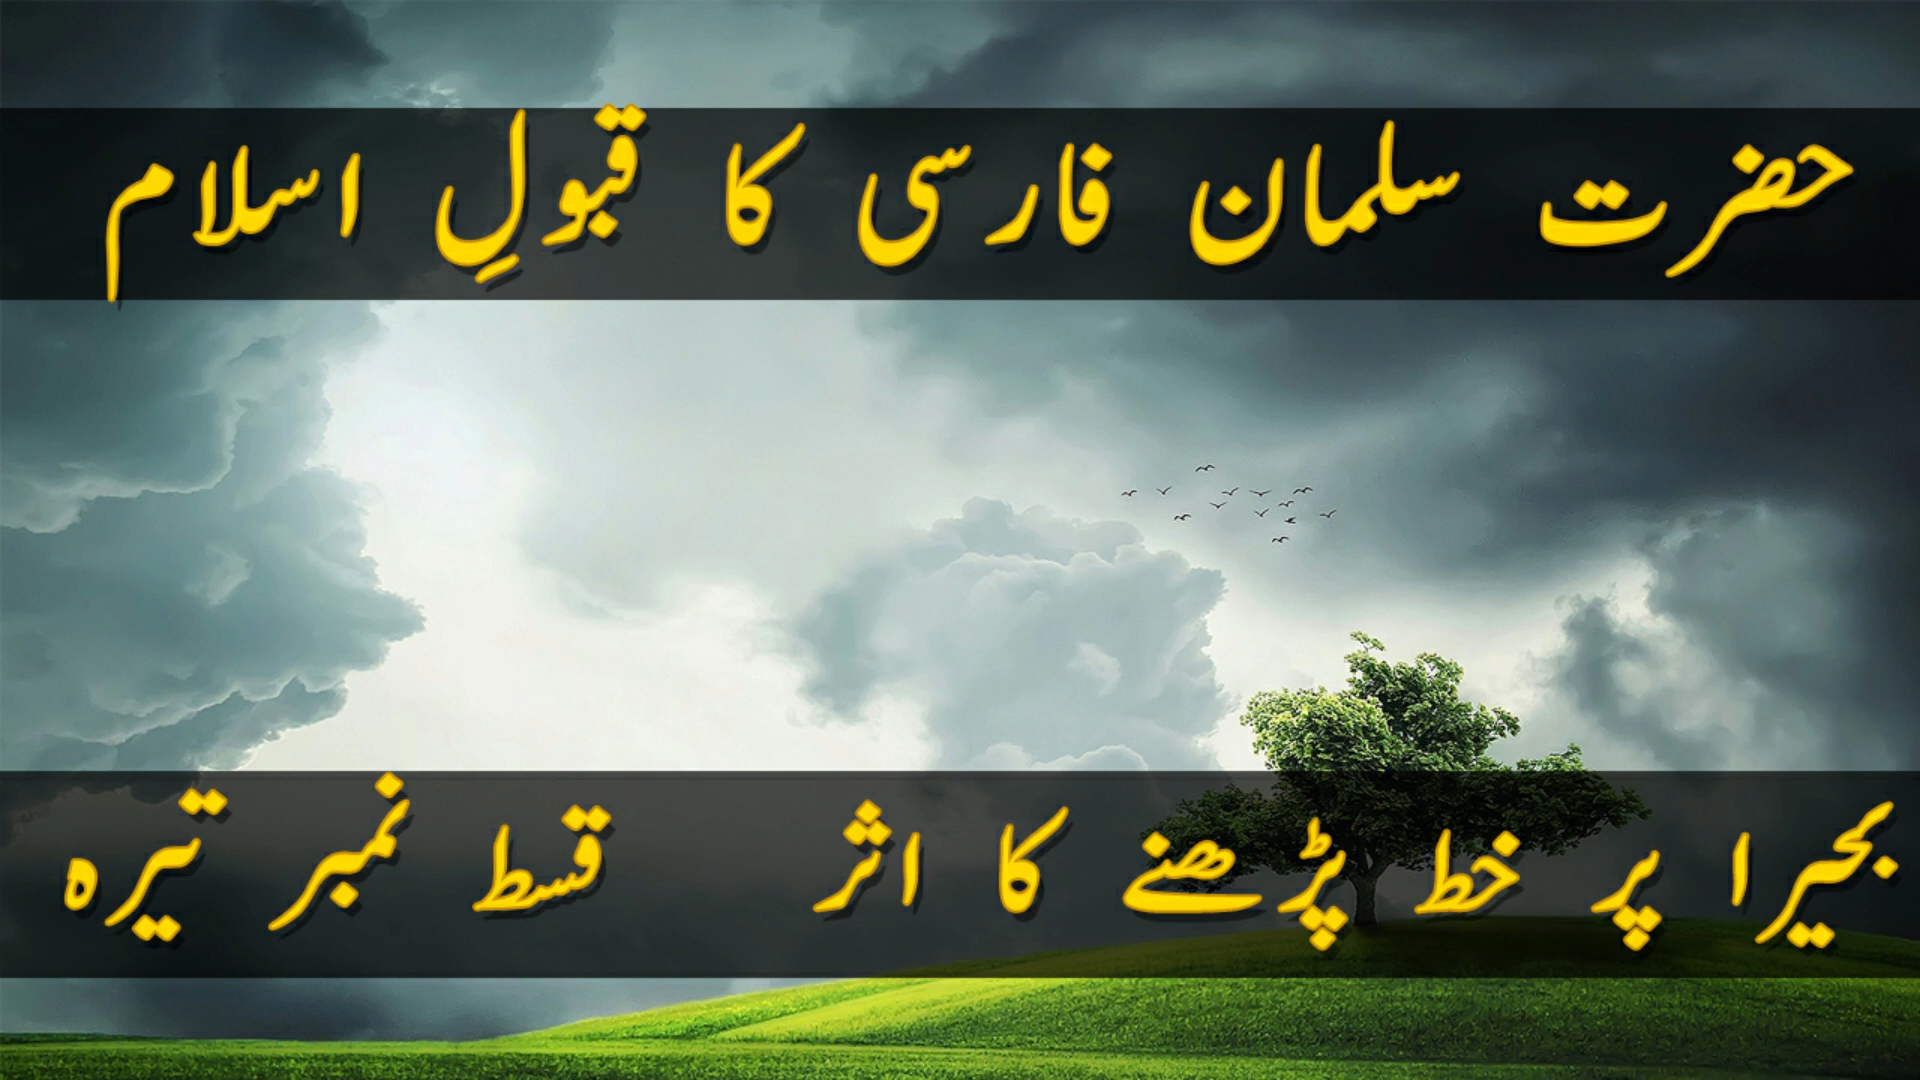 حضرت سلمان فارسی کا قبولِ اسلام
بحیرا پر خط پڑھنے کا اثر قسط نمبر تیرہ